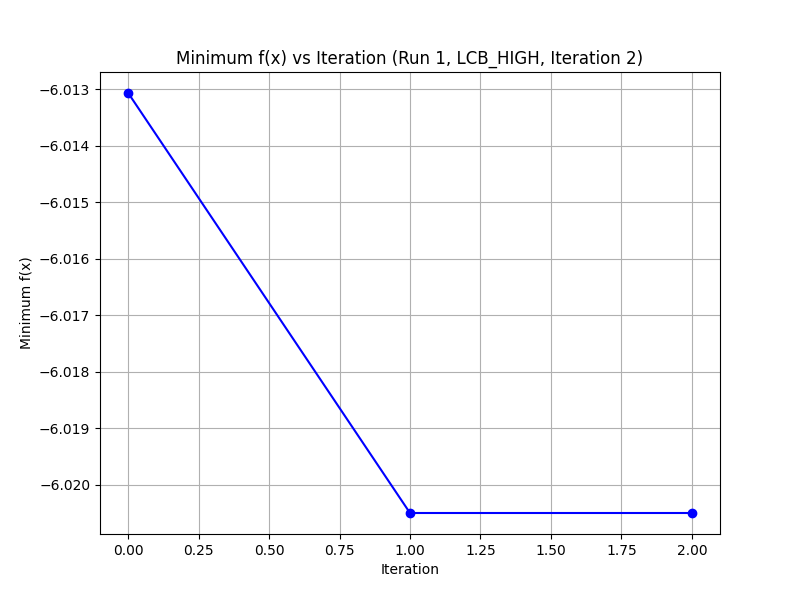 Minimum f(x) vs Iteration (Run 1, LCB_HIGH, Iteration 2)
Minimum f(x)
−6.013
−6.014
−6.015
−6.016
−6.017
−6.018
−6.019
−6.020
0.00 0.25 0.50 0.75 1.00 1.25 1.50 1.75 2.00
Iteration